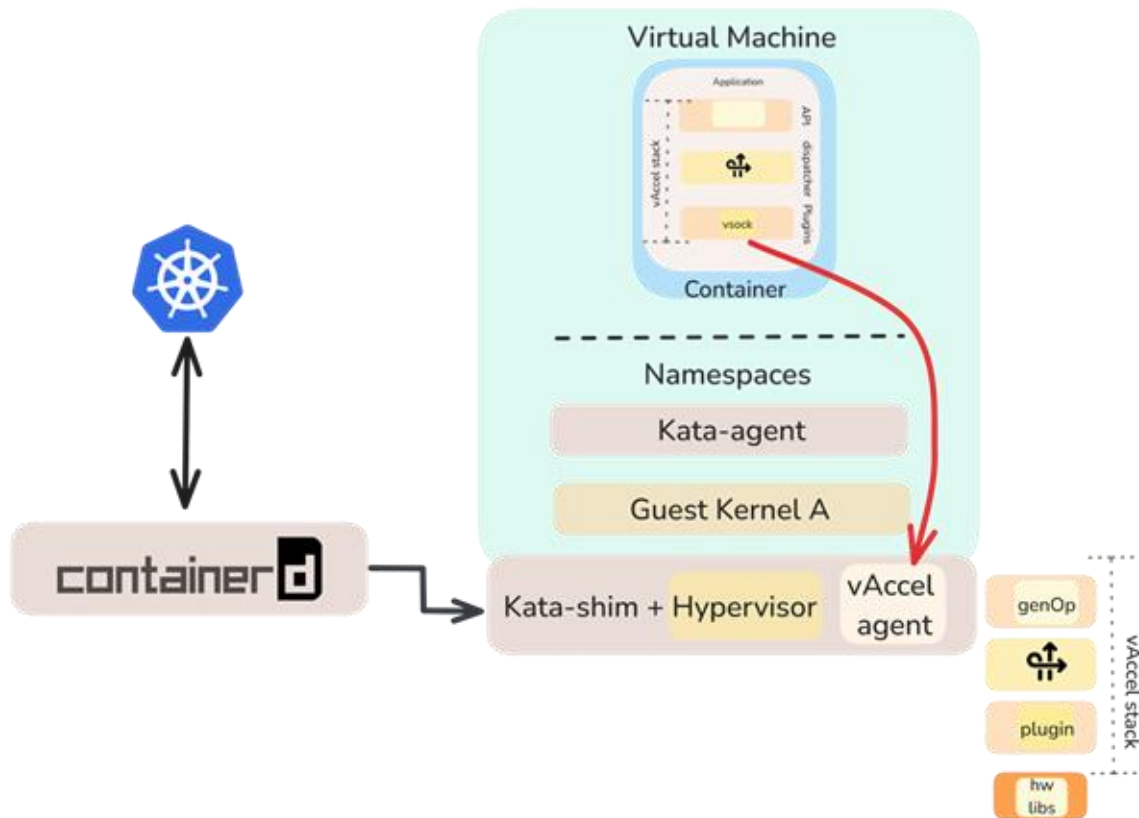 Virtual Machine
Application
vAccel stack
API
dispatcher
Plugins
vsock
Container
Namespaces
Kata-agent
Guest Kernel A
containerd
Kata-shim + Hypervisor
vAccel
agent
genOp
plugin
hw
libs
vAccel stack